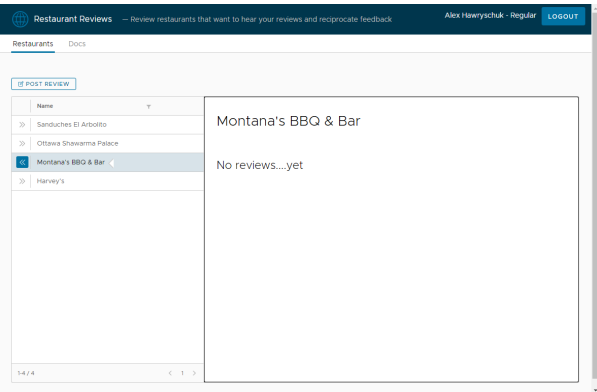 Restaurant Reviews — Review restaurants that want to hear your reviews and reciprocate feedback Alex Hawryschuk - Regular LOGOUT
Restaurants Docs
POST REVIEW
Name
Sanduches El Arbolito
Ottawa Shawarma Palace
Montana's BBQ & Bar
Harvey's
1-4 / 4 1
Montana's BBQ & Bar
No reviews....yet